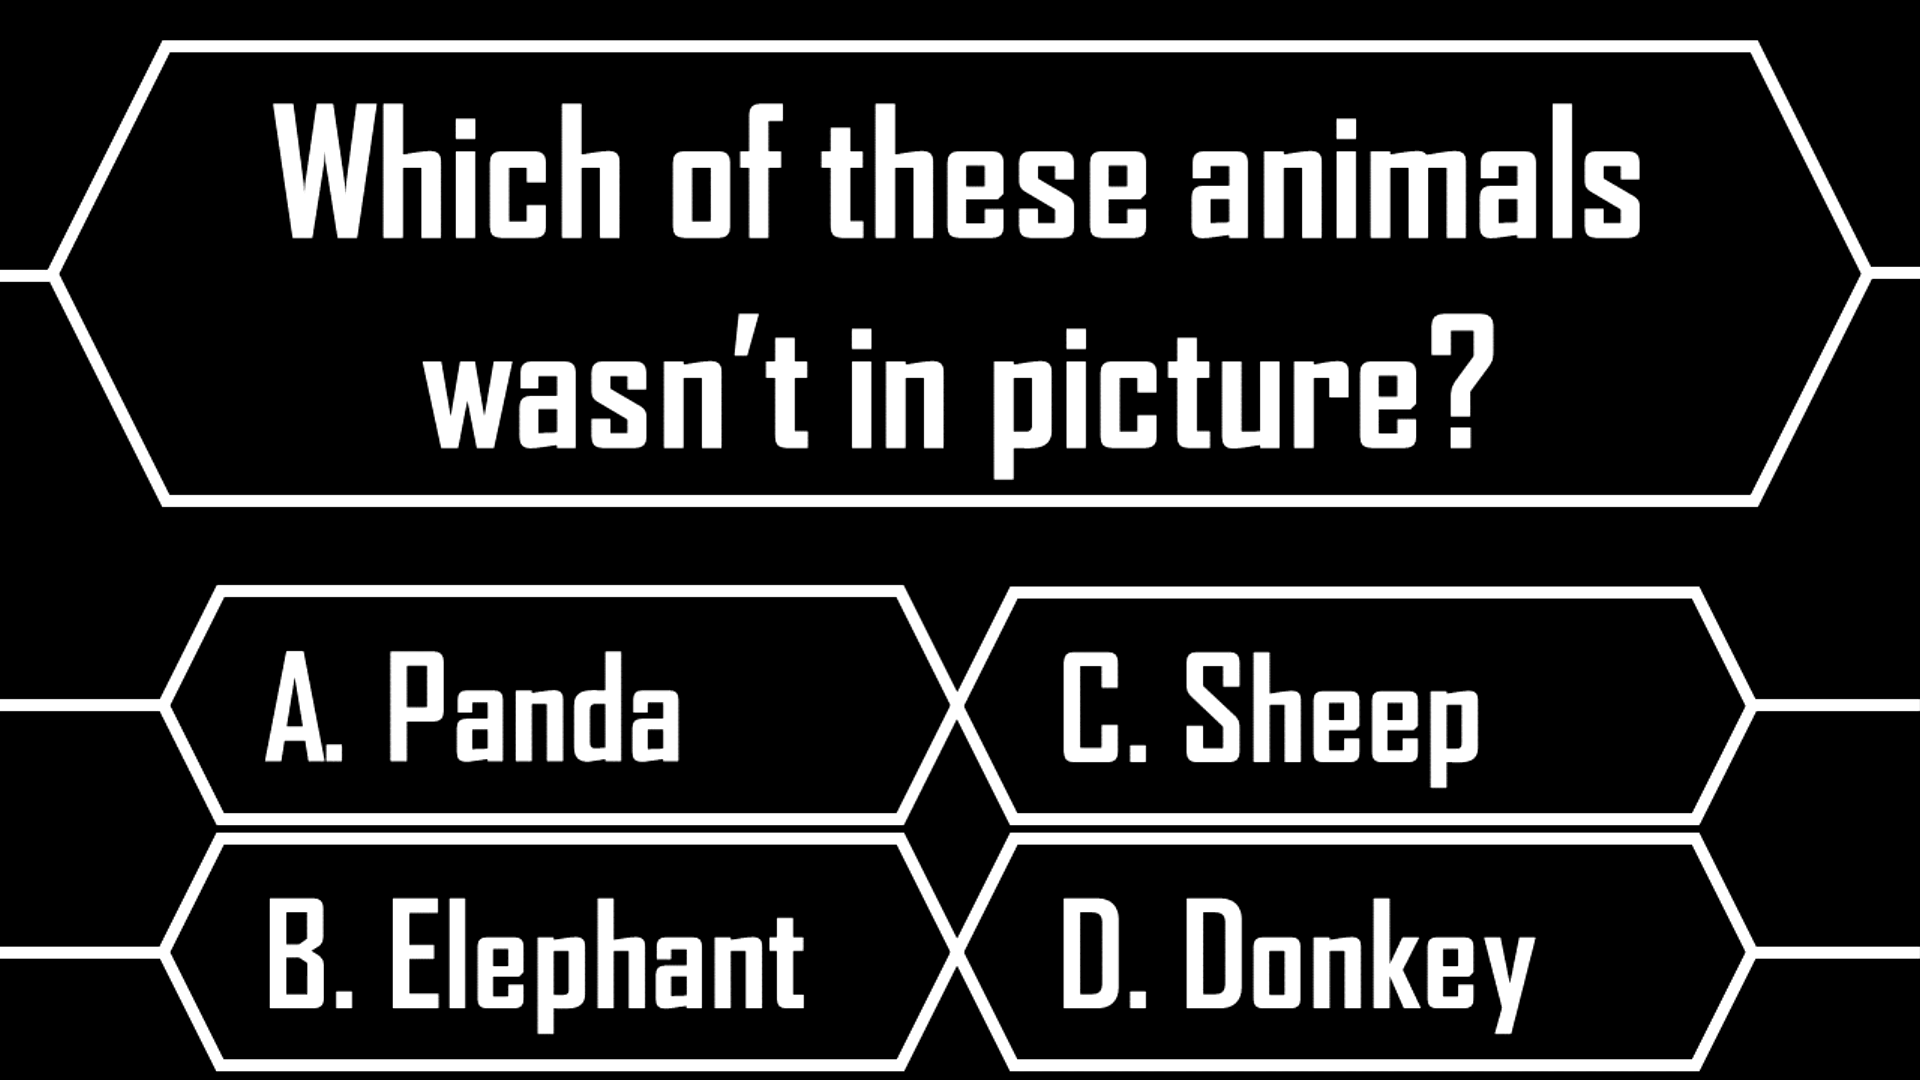 Which of these animals
wasn't in picture?
A. Panda
C. Sheep
B. Elephant
D. Donkey